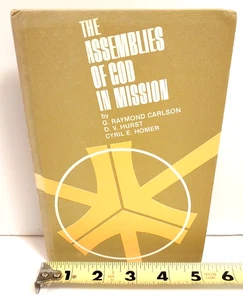 THE
ASSEMBLIES
OF GOD
IN MISSION
by
G. RAYMOND CARLSON
D. V. HURST
CYRIL E. HOMER
1 2 3 4 5 6